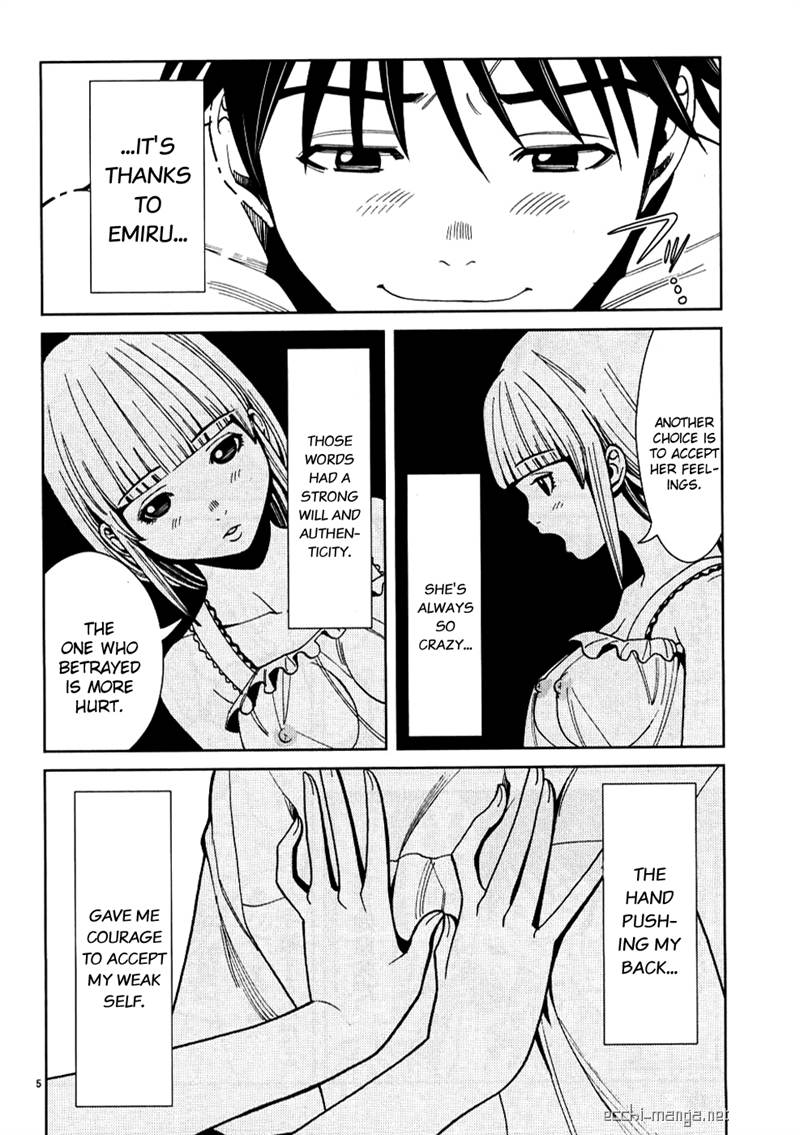 ...IT'S
THANKS
TO
EMIRU...
ANOTHER
CHOICE IS
TO ACCEPT
HER FEEL-
INGS.
SHE'S
ALWAYS
SO
CRAZY...
THOSE
WORDS
HAD A
STRONG
WILL AND
AUTHEN-
TICITY.
THE
ONE WHO
BETRAYED
IS MORE
HURT.
THE
HAND
PUSH-
ING MY
BACK...
GAVE ME
COURAGE
TO ACCEPT
MY WEAK
SELF.
5
ecchi-manga.net